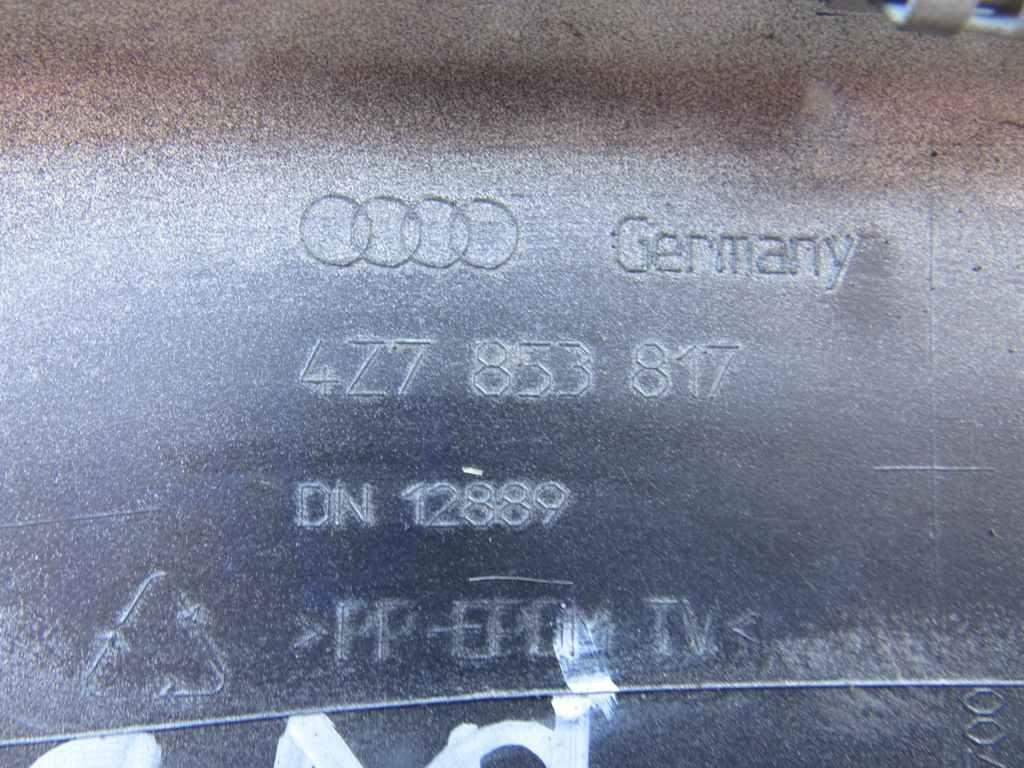 Germany
4Z7 853 817
DN 12889
>PP-EPDM TV<